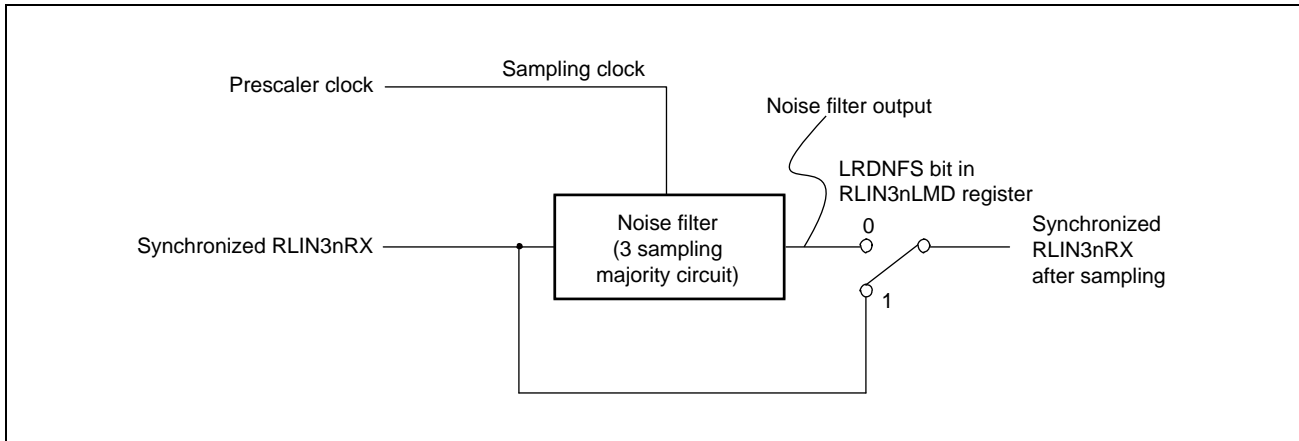 Sampling clock
Prescaler clock
Noise filter output
LRDNFS bit in
RLIN3nLMD register
0
Synchronized RLIN3nRX
Noise filter
(3 sampling
majority circuit)
Synchronized
RLIN3nRX
after sampling
1